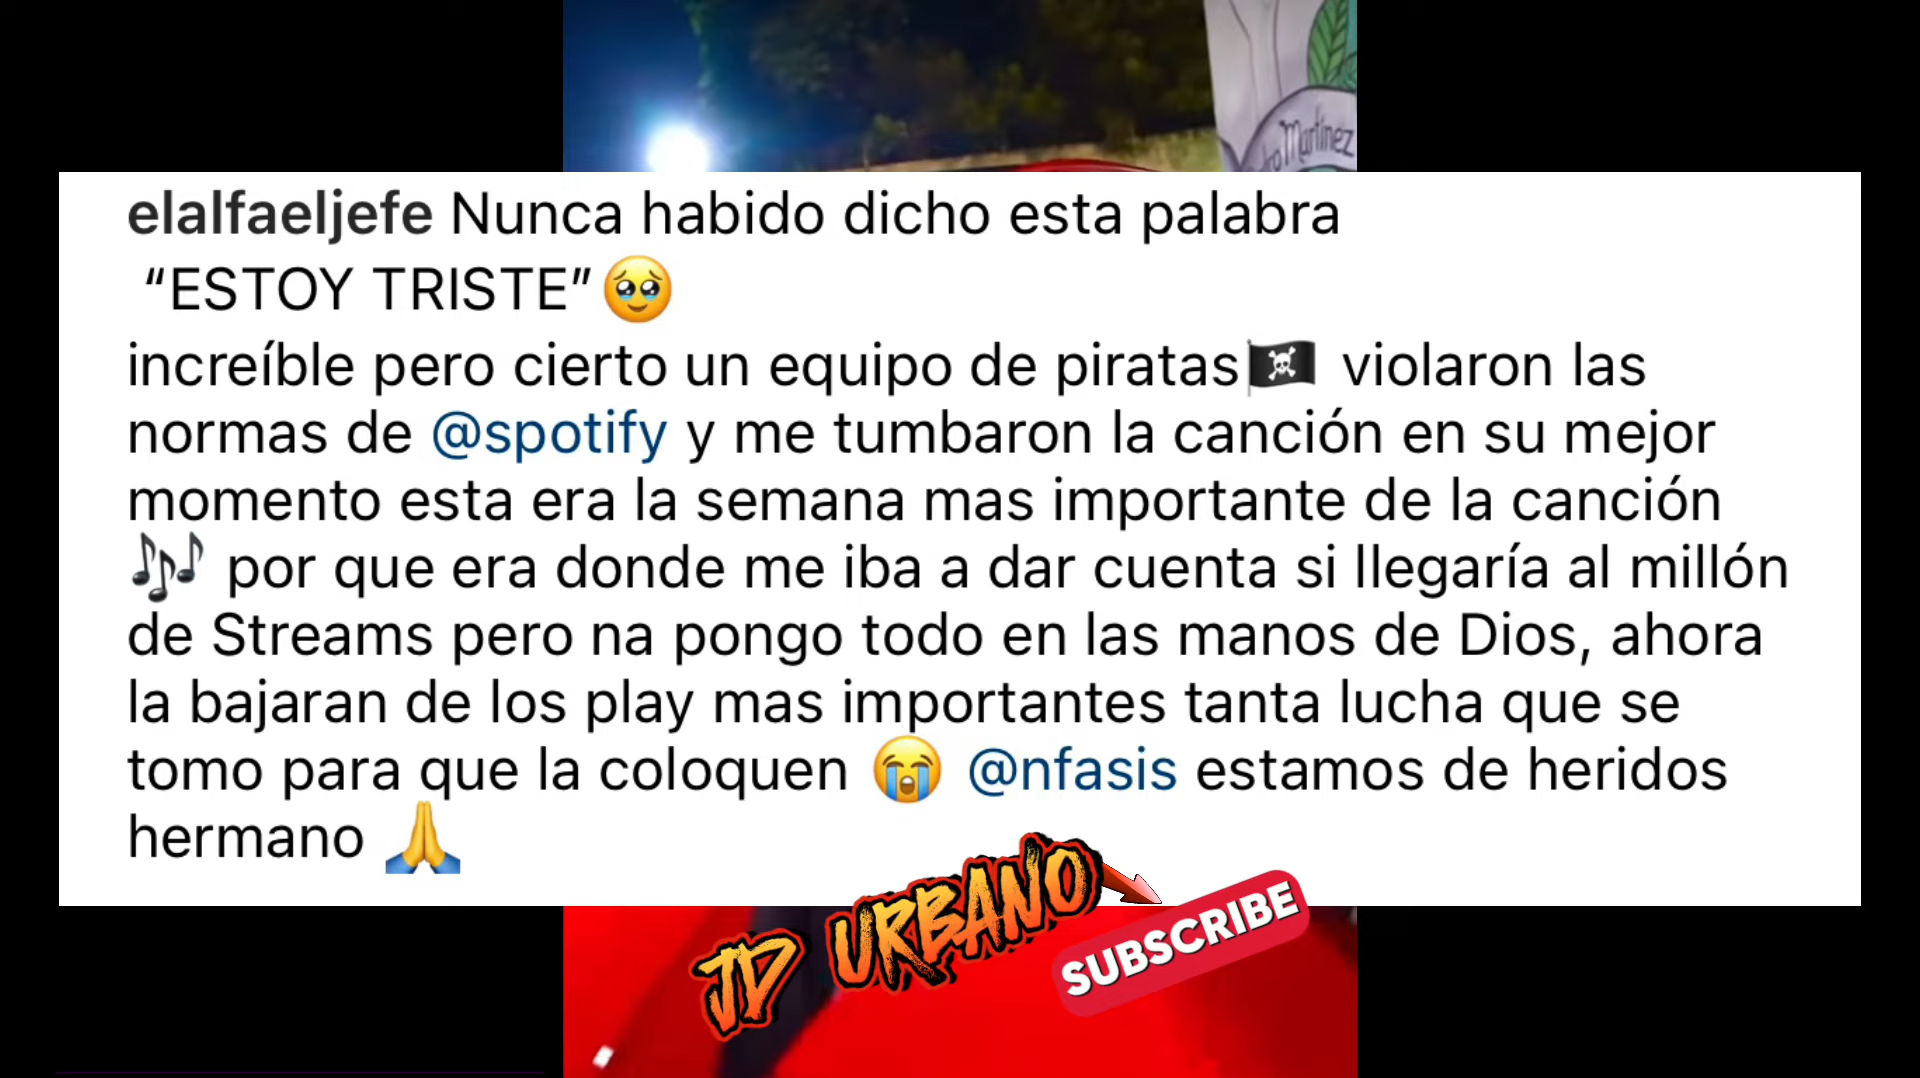 Martínez
elalfaeljefe Nunca habido dicho esta palabra
“ESTOY TRISTE”🥹
increíble pero cierto un equipo de piratas🏴‍☠️ violaron las
normas de @spotify y me tumbaron la canción en su mejor
momento esta era la semana mas importante de la canción
🎶 por que era donde me iba a dar cuenta si llegaría al millón
de Streams pero na pongo todo en las manos de Dios, ahora
la bajaran de los play mas importantes tanta lucha que se
tomo para que la coloquen 😭 @nfasis estamos de heridos
hermano 🙏
JD URBANO
SUBSCRIBE